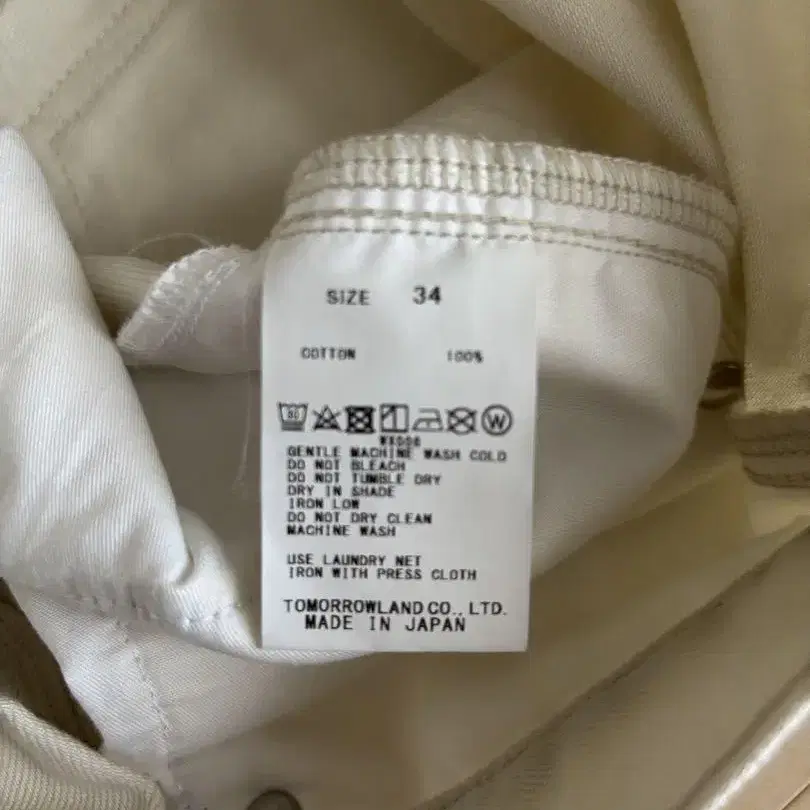 SIZE 34
COTTON 100%
W
GENTLE MACHINE WASH COLD
DO NOT BLEACH
DO NOT TUMBLE DRY
DRY IN SHADE
IRON LOW
DO NOT DRY CLEAN
MACHINE WASH
USE LAUNDRY NET
IRON WITH PRESS CLOTH
TOMORROWLAND CO., LTD.
MADE IN JAPAN